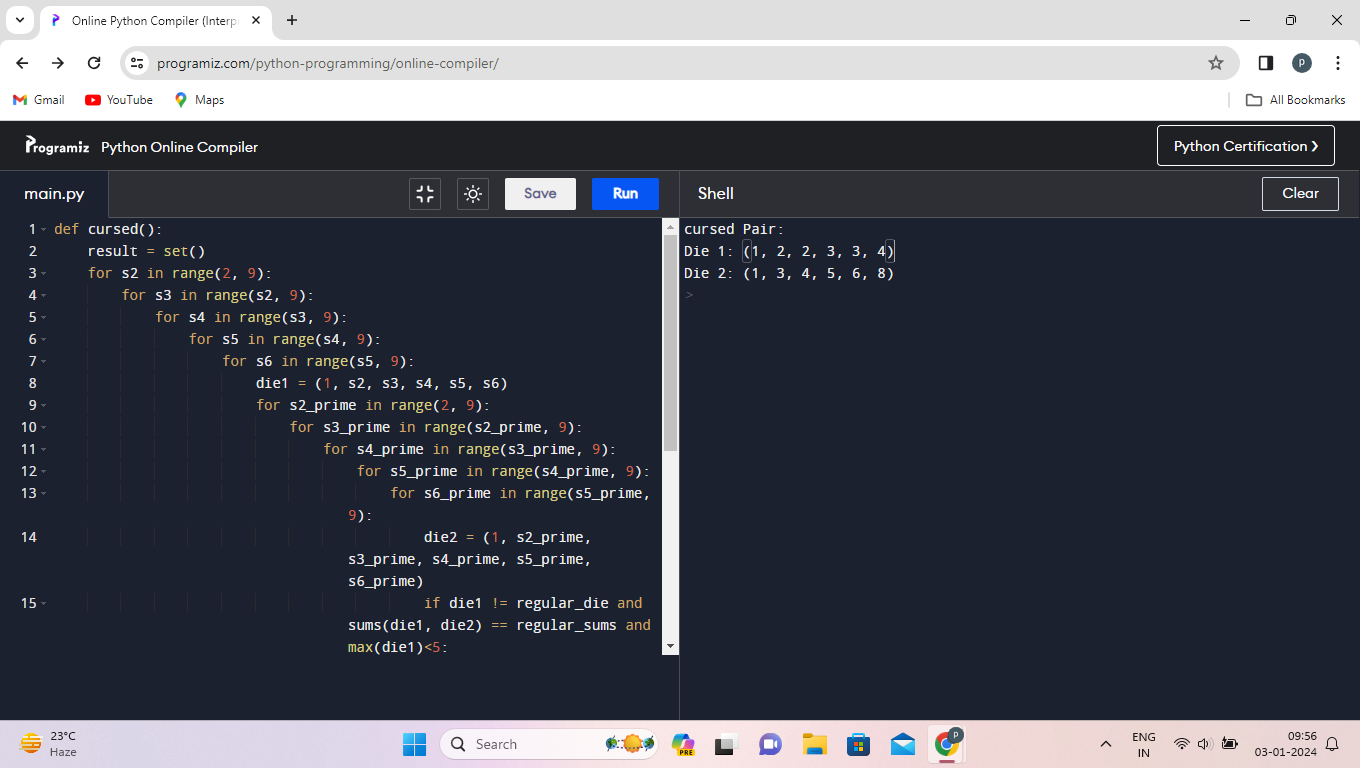 Online Python Compiler (Interp
programiz.com/python-programming/online-compiler/
P
Gmail YouTube Maps All Bookmarks
Programiz Python Online Compiler Python Certification ❯
main.py Save Run Shell Clear
1 def cursed():
2 result = set()
3 for s2 in range(2, 9):
4 for s3 in range(s2, 9):
5 for s4 in range(s3, 9):
6 for s5 in range(s4, 9):
7 for s6 in range(s5, 9):
8 die1 = (1, s2, s3, s4, s5, s6)
9 for s2_prime in range(2, 9):
10 for s3_prime in range(s2_prime, 9):
11 for s4_prime in range(s3_prime, 9):
12 for s5_prime in range(s4_prime, 9):
13 for s6_prime in range(s5_prime,
9):
14 die2 = (1, s2_prime,
s3_prime, s4_prime, s5_prime,
s6_prime)
15 if die1 != regular_die and
sums(die1, die2) == regular_sums and
max(die1)<5:
cursed Pair:
Die 1: (1, 2, 2, 3, 3, 4)
Die 2: (1, 3, 4, 5, 6, 8)
>
23°C
Haze
Search
PRE
P
ENG
IN
09:56
03-01-2024